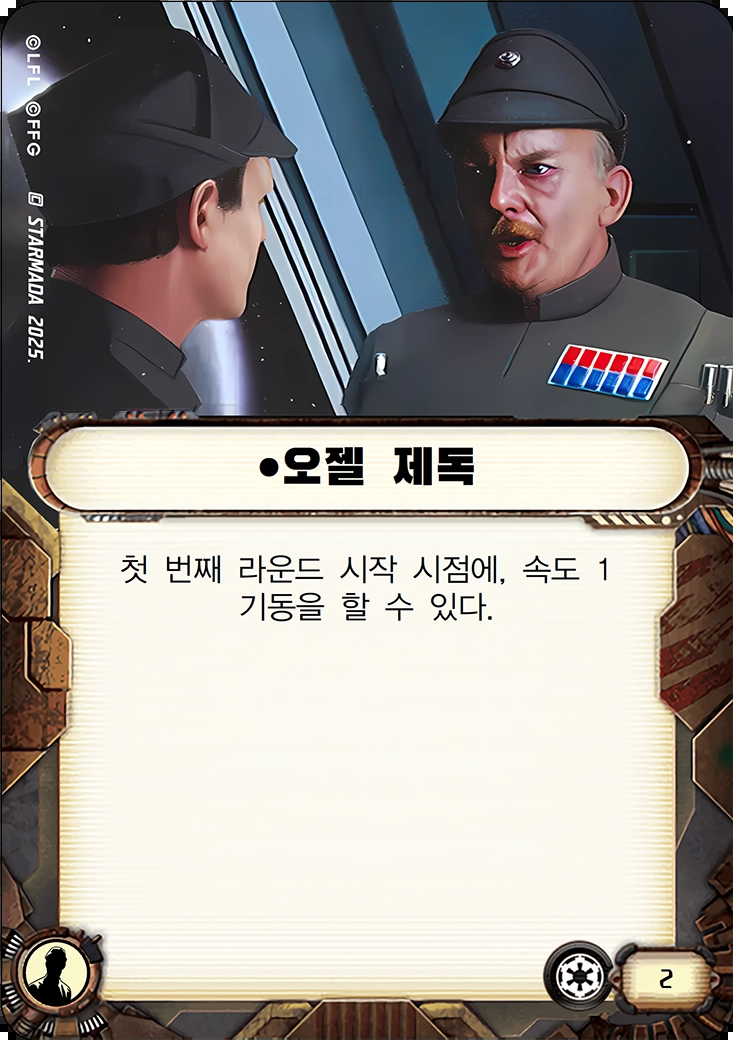 ©LFL ©FFG
STARMADA 2025.
•오젤 제독
첫 번째 라운드 시작 시점에, 속도 1
기동을 할 수 있다.
2